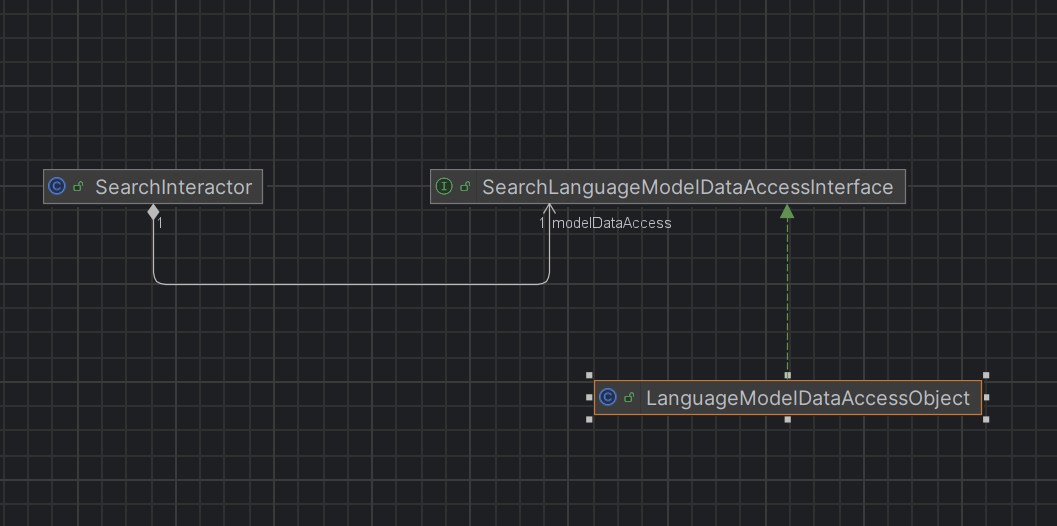 C SearchInteractor
I SearchLanguageModelDataAccessInterface
1
1 modelDataAccess
C LanguageModelDataAccessObject